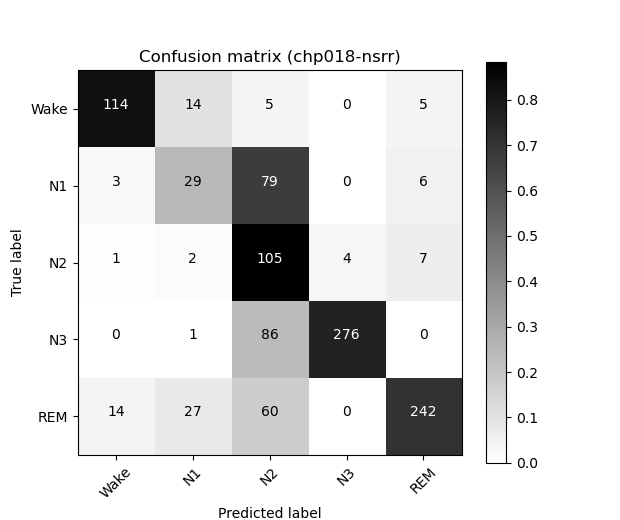 Confusion matrix (chp018-nsrr)
Wake 114 14 5 0 5
N1 3 29 79 0 6
N2 1 2 105 4 7
N3 0 1 86 276 0
REM 14 27 60 0 242
Wake N1 N2 N3 REM
True label
Predicted label
0.8
0.7
0.6
0.5
0.4
0.3
0.2
0.1
0.0